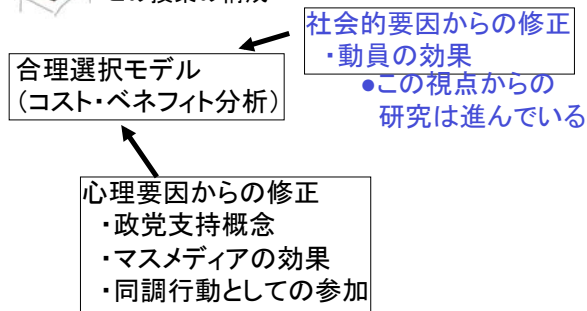 この授業の構成
社会的要因からの修正
・動員の効果
●この視点からの
研究は進んでいる
合理選択モデル
(コスト・ベネフィト分析)
心理要因からの修正
・政党支持概念
・マスメディアの効果
・同調行動としての参加